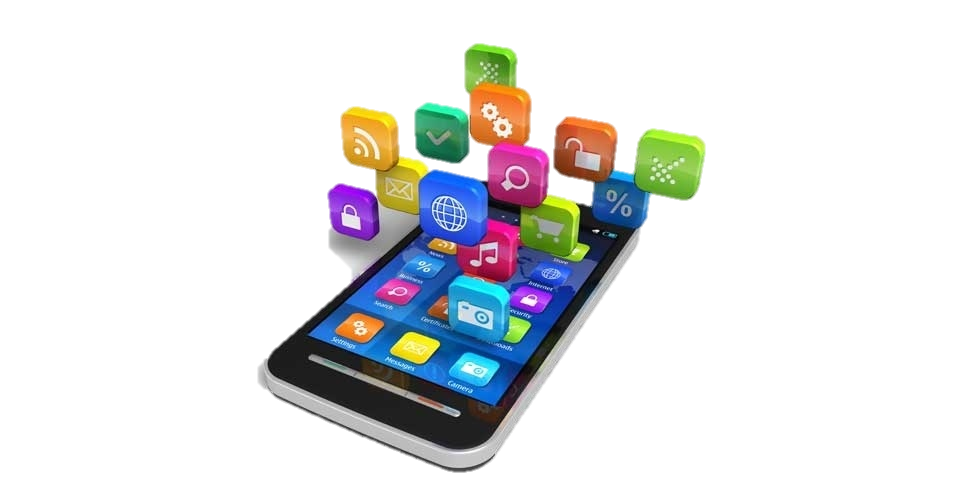 %
News
Store
%
Business
Internet
Search
Security
Settings
Messages
Camera